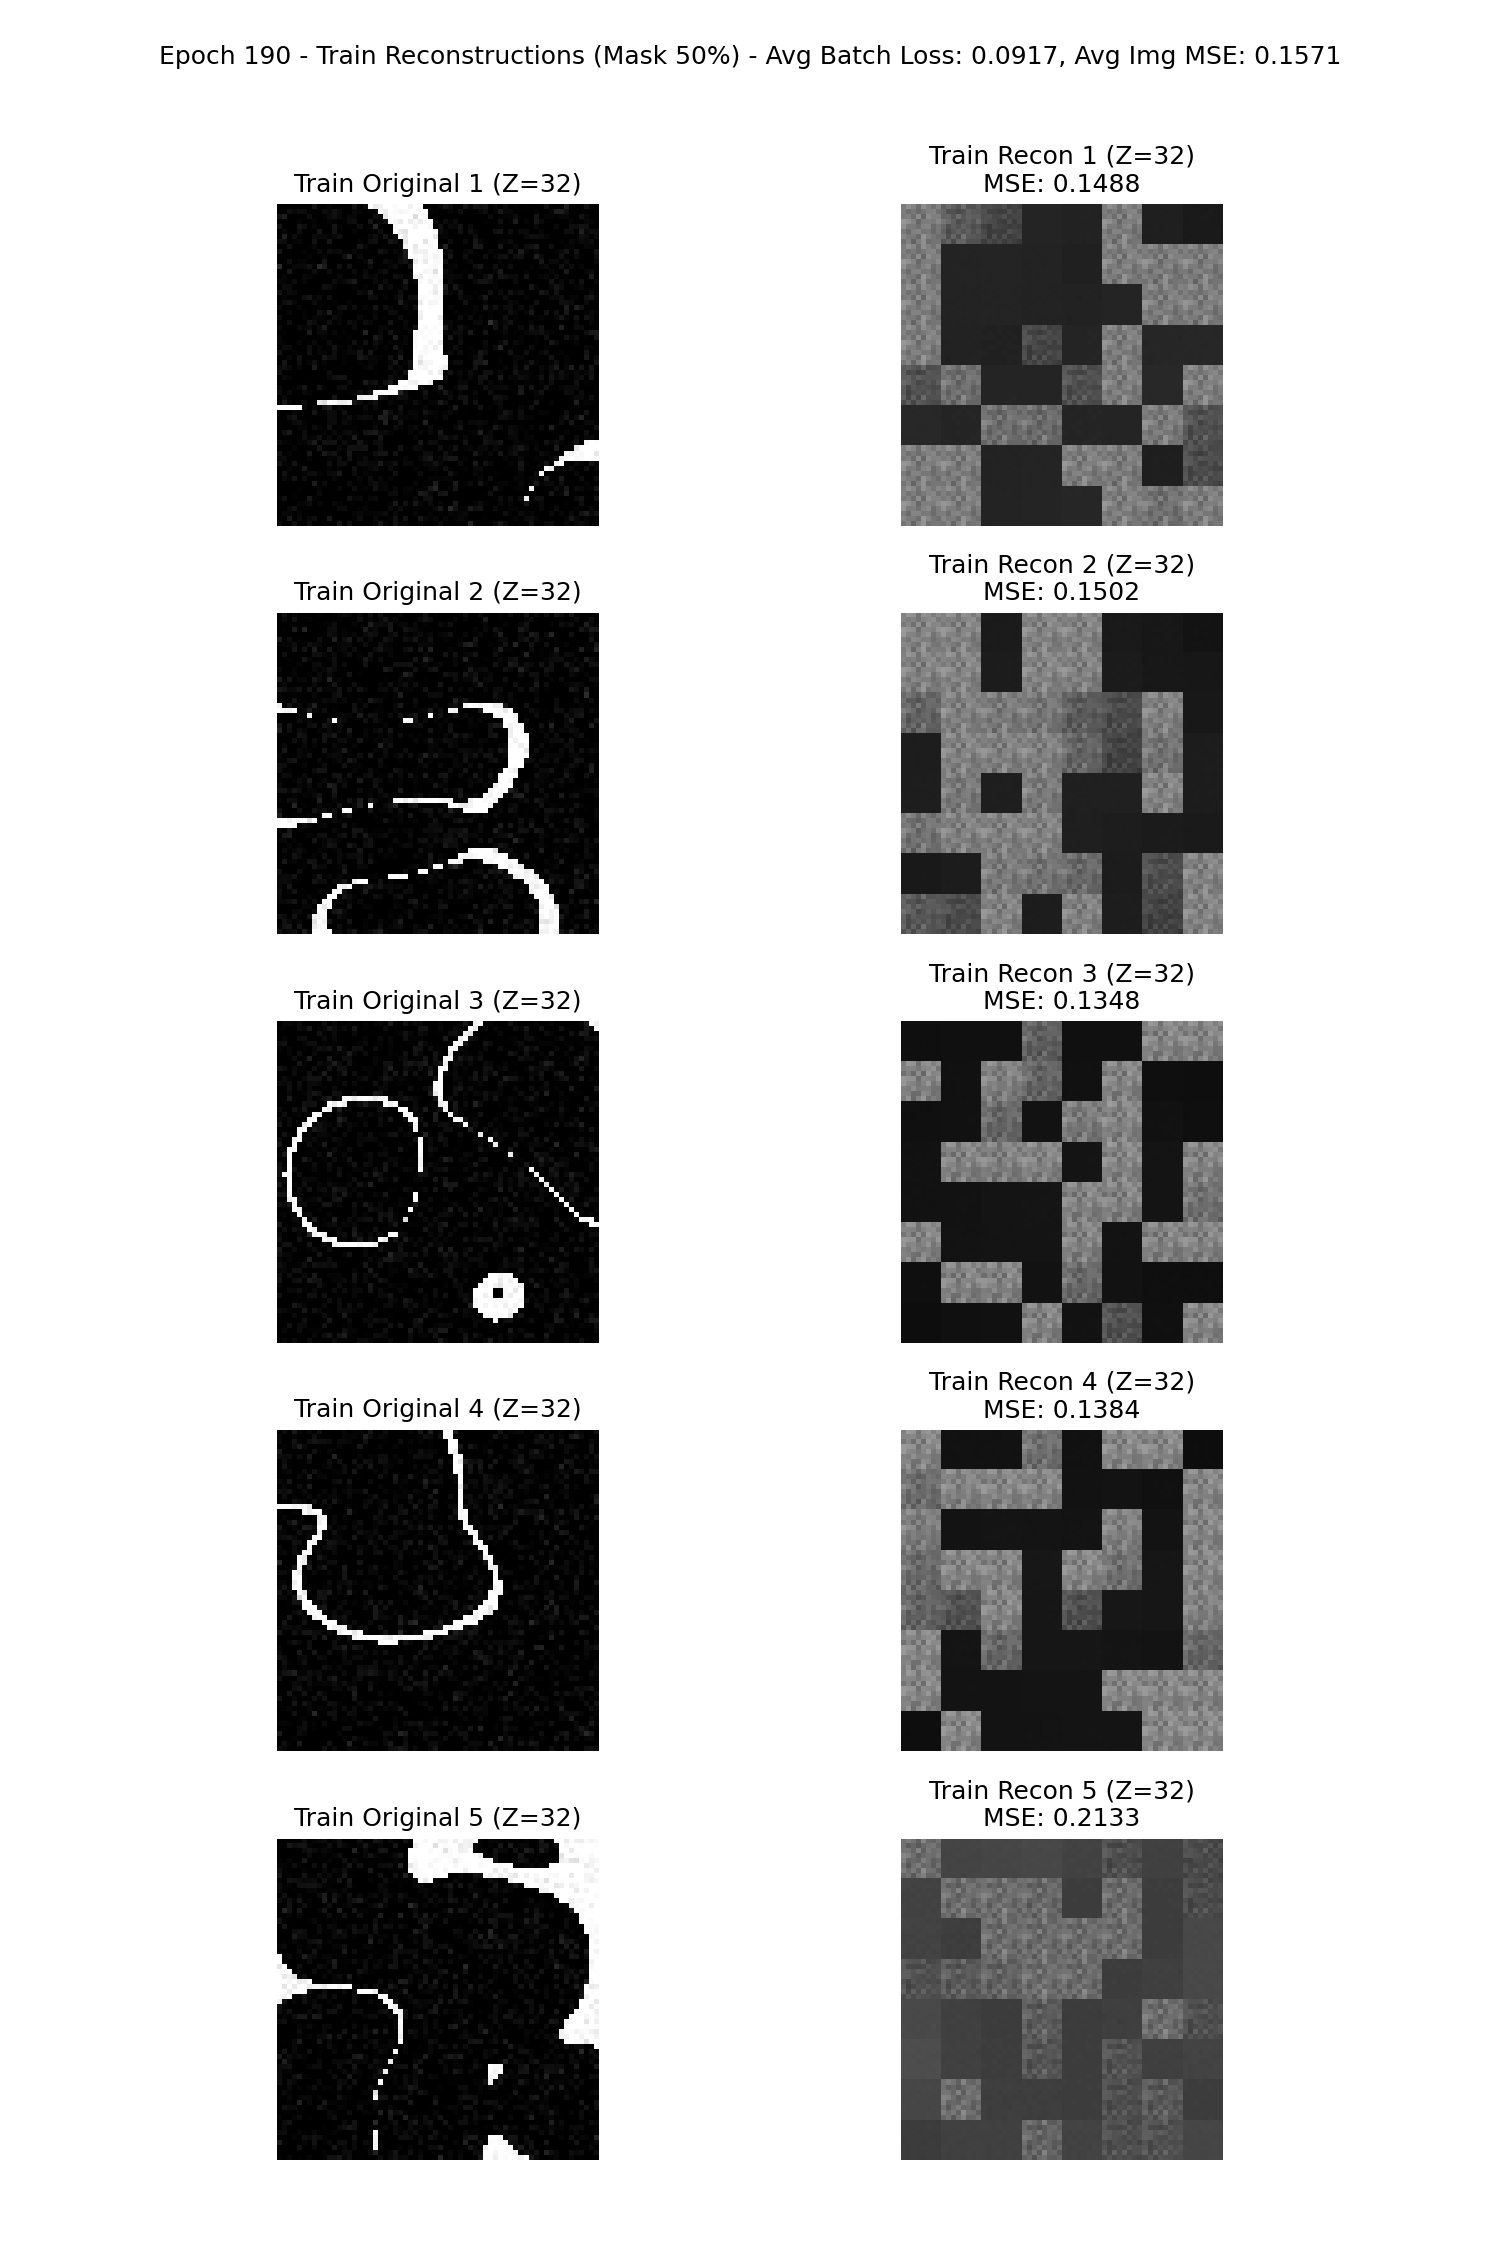 Epoch 190 - Train Reconstructions (Mask 50%) - Avg Batch Loss: 0.0917, Avg Img MSE: 0.1571
Train Original 1 (Z=32)
Train Recon 1 (Z=32)
MSE: 0.1488
Train Original 2 (Z=32)
Train Recon 2 (Z=32)
MSE: 0.1502
Train Original 3 (Z=32)
Train Recon 3 (Z=32)
MSE: 0.1348
Train Original 4 (Z=32)
Train Recon 4 (Z=32)
MSE: 0.1384
Train Original 5 (Z=32)
Train Recon 5 (Z=32)
MSE: 0.2133